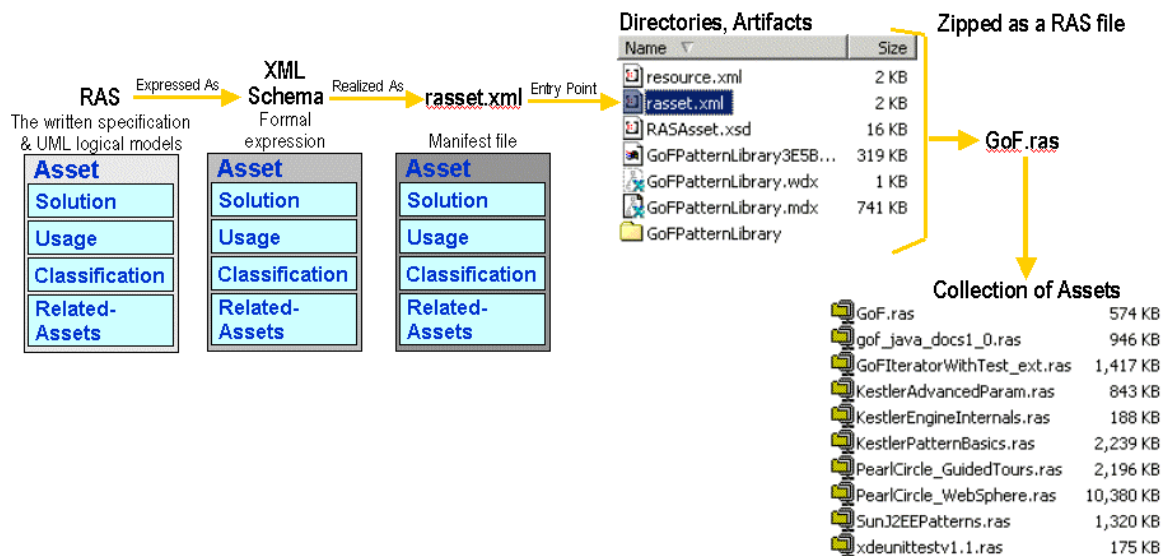 RAS
The written specification
& UML logical models
Asset
Solution
Usage
Classification
Related-
Assets
Expressed As
XML
Schema
Formal
expression
Asset
Solution
Usage
Classification
Related-
Assets
Realized As
rasset.xml
Manifest file
Asset
Solution
Usage
Classification
Related-
Assets
Entry Point
Directories, Artifacts
Name Size
resource.xml 2 KB
rasset.xml 2 KB
RASAsset.xsd 16 KB
GoFPatternLibrary3E5B... 319 KB
GoFPatternLibrary.wdx 1 KB
GoFPatternLibrary.mdx 741 KB
GoFPatternLibrary
Zipped as a RAS file
GoF.ras
Collection of Assets
GoF.ras 574 KB
gof_java_docs1_0.ras 946 KB
GoFIteratorWithTest_ext.ras 1,417 KB
KestlerAdvancedParam.ras 843 KB
KestlerEngineInternals.ras 188 KB
KestlerPatternBasics.ras 2,239 KB
PearlCircle_GuidedTours.ras 2,196 KB
PearlCircle_WebSphere.ras 10,380 KB
SunJ2EEPatterns.ras 1,320 KB
xdeunittestv1.1.ras 175 KB